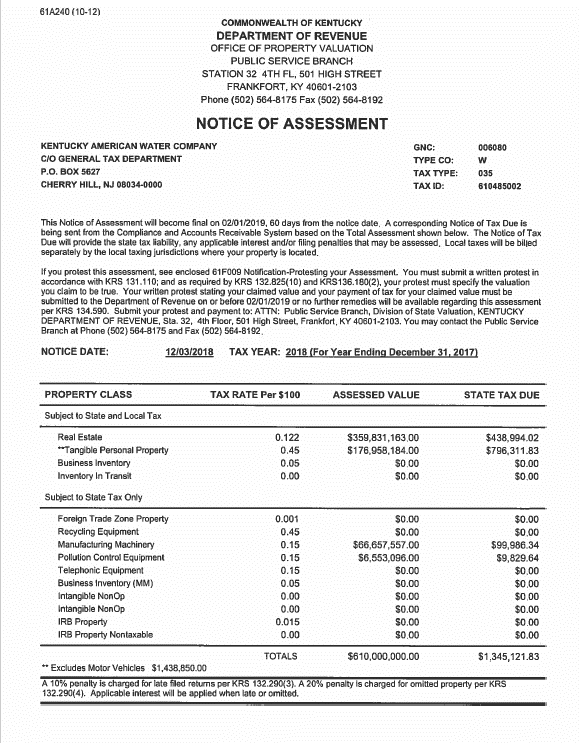 61A240 (10-12)
COMMONWEALTH OF KENTUCKY
DEPARTMENT OF REVENUE
OFFICE OF PROPERTY VALUATION
PUBLIC SERVICE BRANCH
STATION 32 4TH FL, 501 HIGH STREET
FRANKFORT, KY 40601-2103
Phone (502) 564-8175 Fax (502) 564-8192
NOTICE OF ASSESSMENT
KENTUCKY AMERICAN WATER COMPANY GNC: 006080
C/O GENERAL TAX DEPARTMENT TYPE CO: W
P.O. BOX 5627 TAX TYPE: 035
CHERRY HILL, NJ 08034-0000 TAX ID: 610485002
This Notice of Assessment will become final on 02/01/2019, 60 days from the notice date. A corresponding Notice of Tax Due is
being sent from the Compliance and Accounts Receivable System based on the Total Assessment shown below. The Notice of Tax
Due will provide the state tax liability, any applicable interest and/or filing penalties that may be assessed. Local taxes will be billed
separately by the local taxing jurisdictions where your property is located.
If you protest this assessment, see enclosed 61F009 Notification-Protesting your Assessment. You must submit a written protest in
accordance with KRS 131.110; and as required by KRS 132.825(10) and KRS136.180(2), your protest must specify the valuation
you claim to be true. Your written protest stating your claimed value and your payment of tax for your claimed value must be
submitted to the Department of Revenue on or before 02/01/2019 or no further remedies will be available regarding this assessment
per KRS 134.590. Submit your protest and payment to: ATTN: Public Service Branch, Division of State Valuation, KENTUCKY
DEPARTMENT OF REVENUE, Sta. 32, 4th Floor, 501 High Street, Frankfort, KY 40601-2103. You may contact the Public Service
Branch at Phone (502) 564-8175 and Fax (502) 564-8192.
NOTICE DATE: 12/03/2018 TAX YEAR: 2018 (For Year Ending December 31, 2017)
PROPERTY CLASS TAX RATE Per $100 ASSESSED VALUE STATE TAX DUE
Subject to State and Local Tax
Real Estate 0.122 $359,831,163.00 $438,994.02
**Tangible Personal Property 0.45 $176,958,184.00 $796,311.83
Business Inventory 0.05 $0.00 $0.00
Inventory In Transit 0.00 $0.00 $0.00
Subject to State Tax Only
Foreign Trade Zone Property 0.001 $0.00 $0.00
Recycling Equipment 0.45 $0.00 $0.00
Manufacturing Machinery 0.15 $66,657,557.00 $99,986.34
Pollution Control Equipment 0.15 $6,553,096.00 $9,829.64
Telephonic Equipment 0.15 $0.00 $0.00
Business Inventory (MM) 0.05 $0.00 $0.00
Intangible NonOp 0.00 $0.00 $0.00
Intangible NonOp 0.00 $0.00 $0.00
IRB Property 0.015 $0.00 $0.00
IRB Property Nontaxable 0.00 $0.00 $0.00
TOTALS $610,000,000.00 $1,345,121.83
** Excludes Motor Vehicles $1,438,850.00
A 10% penalty is charged for late filed returns per KRS 132.290(3). A 20% penalty is charged for omitted property per KRS
132.290(4). Applicable interest will be applied when late or omitted.